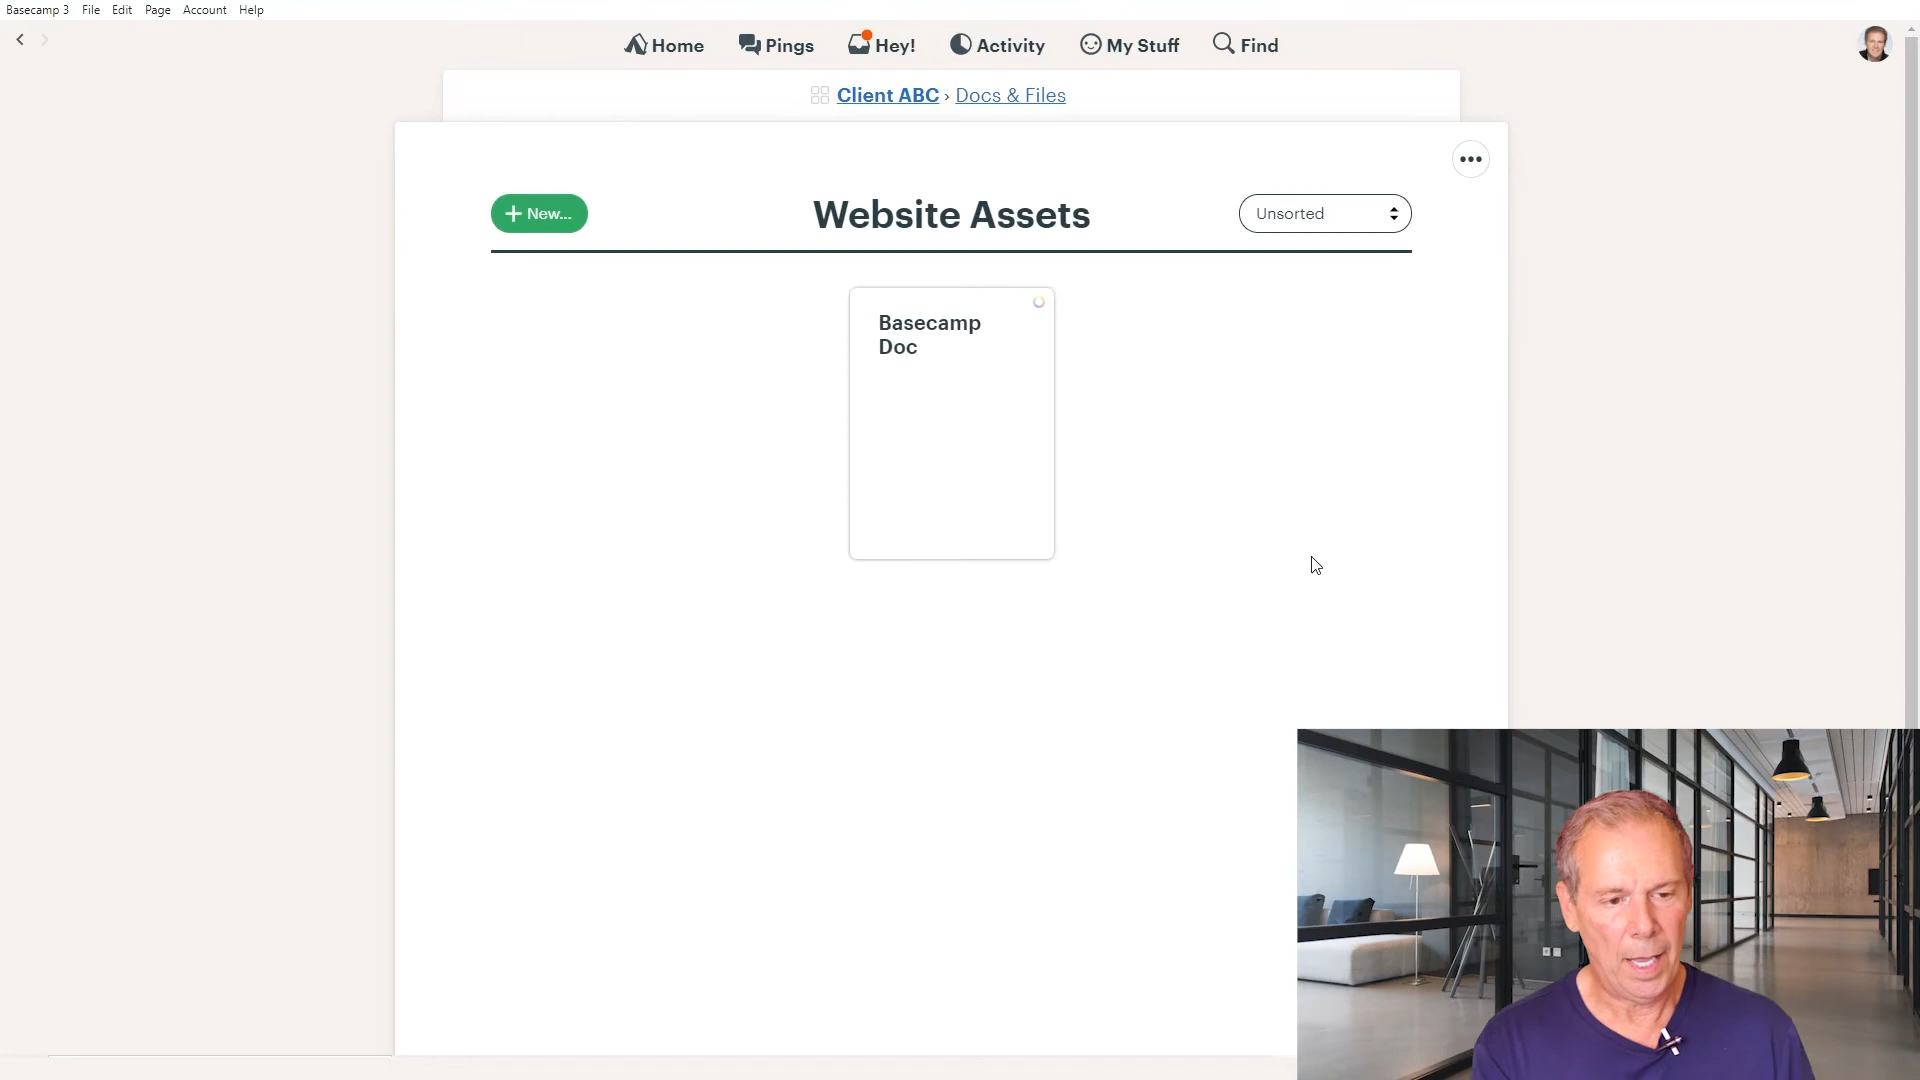 Basecamp 3 File Edit Page Account Help
Home Pings Hey! Activity My Stuff Find
Client ABC › Docs & Files
+ New... Website Assets Unsorted
Basecamp
Doc